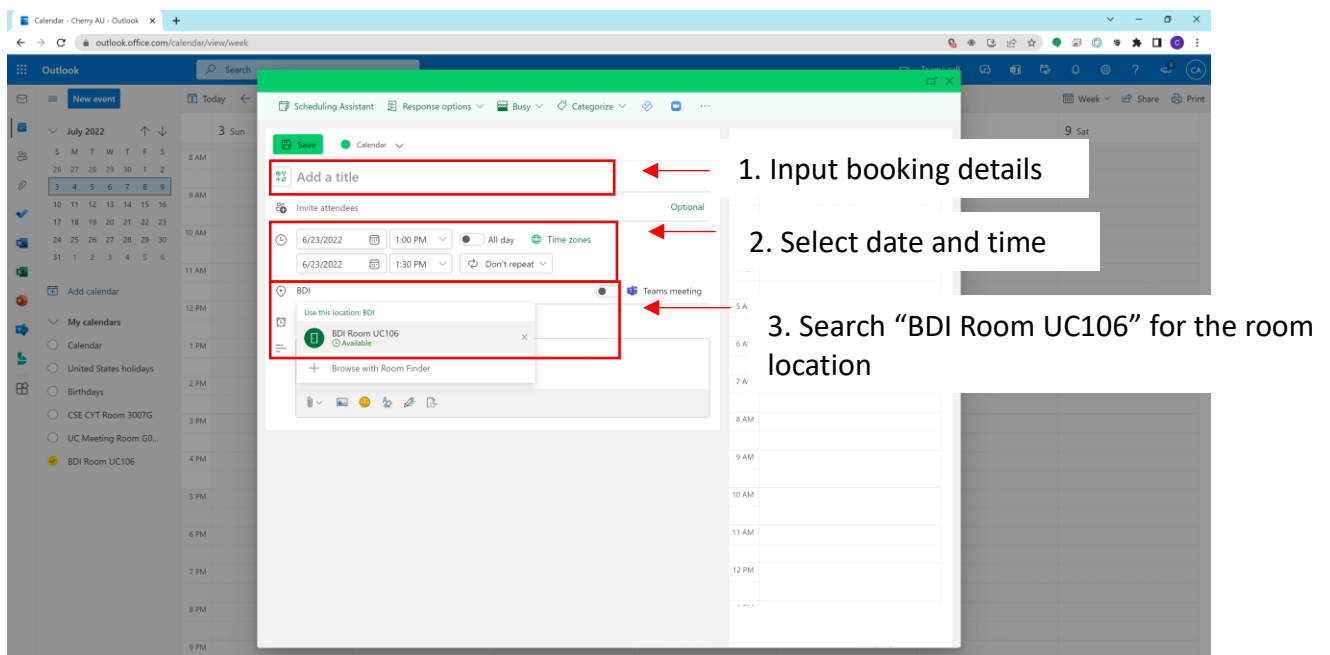 Calendar - Cherry AU - Outlook
outlook.office.com/calendar/view/week
Outlook
Search
Teams call
CA
New event
Today
Week
Share
Print
July 2022
S M T W T F S
26 27 28 29 30 1 2
3 4 5 6 7 8 9
10 11 12 13 14 15 16
17 18 19 20 21 22 23
24 25 26 27 28 29 30
31 1 2 3 4 5 6
Add calendar
My calendars
Calendar
United States holidays
Birthdays
CSE CYT Room 3007G
UC Meeting Room G0...
BDI Room UC106
3 Sun
9 Sat
8 AM
9 AM
10 AM
11 AM
12 PM
1 PM
2 PM
3 PM
4 PM
5 PM
6 PM
7 PM
8 PM
9 PM
Scheduling Assistant Response options Busy Categorize ...
Save Calendar
Add a title
Invite attendees Optional
6/23/2022 1:00 PM All day Time zones
6/23/2022 1:30 PM Don't repeat
BDI Teams meeting
Use this location: BDI
BDI Room UC106
Available
Browse with Room Finder
5 A
6 A
7 A
8 AM
9 AM
10 AM
11 AM
12 PM
1. Input booking details
2. Select date and time
3. Search “BDI Room UC106” for the room
location